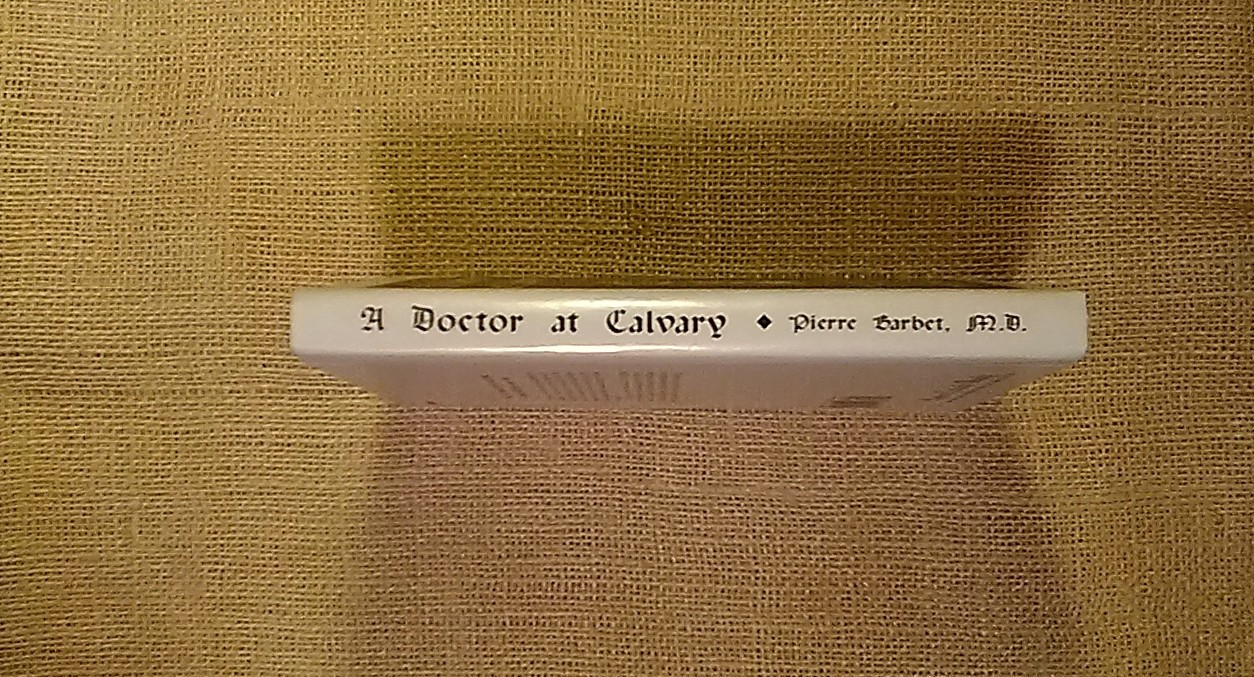 A Doctor at Calvary ◆ Pierre Barbet, M.D.